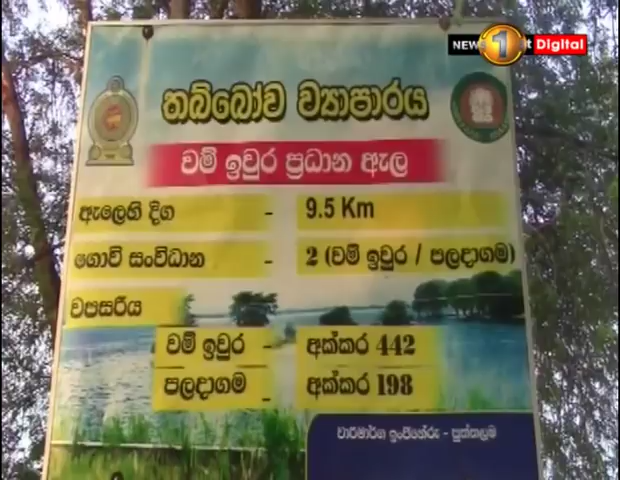 NEWS 1st Digital
තබ්බෝව ව්‍යාපාරය
වම් ඉවුර ප්‍රධාන ඇල
ඇලෙහි දිග - 9.5 Km
ගොවි සංවිධාන - 2 (වම් ඉවුර / පලදාගම)
වපසරිය
වම් ඉවුර - අක්කර 442
පලදාගම - අක්කර 198
වාරිමාර්ග ඉංජිනේරු - පුත්තලම